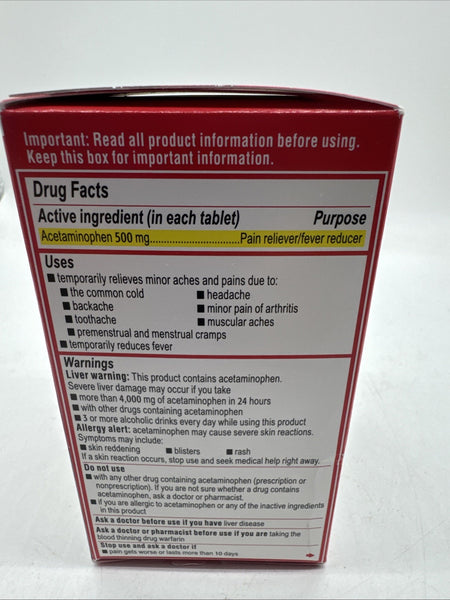 Important: Read all product information before using.
Keep this box for important information.
Drug Facts
Active ingredient (in each tablet) Purpose
Acetaminophen 500 mg..............................Pain reliever/fever reducer
Uses
■ temporarily relieves minor aches and pains due to:
■ the common cold ■ headache
■ backache ■ minor pain of arthritis
■ toothache ■ muscular aches
■ premenstrual and menstrual cramps
■ temporarily reduces fever
Warnings
Liver warning: This product contains acetaminophen.
Severe liver damage may occur if you take
■ more than 4,000 mg of acetaminophen in 24 hours
■ with other drugs containing acetaminophen
■ 3 or more alcoholic drinks every day while using this product
Allergy alert: acetaminophen may cause severe skin reactions.
Symptoms may include:
■ skin reddening ■ blisters ■ rash
If a skin reaction occurs, stop use and seek medical help right away.
Do not use
■ with any other drug containing acetaminophen (prescription or
nonprescription). If you are not sure whether a drug contains
acetaminophen, ask a doctor or pharmacist.
■ if you are allergic to acetaminophen or any of the inactive ingredients
in this product
Ask a doctor before use if you have liver disease
Ask a doctor or pharmacist before use if you are taking the
blood thinning drug warfarin
Stop use and ask a doctor if
■ pain gets worse or lasts more than 10 days